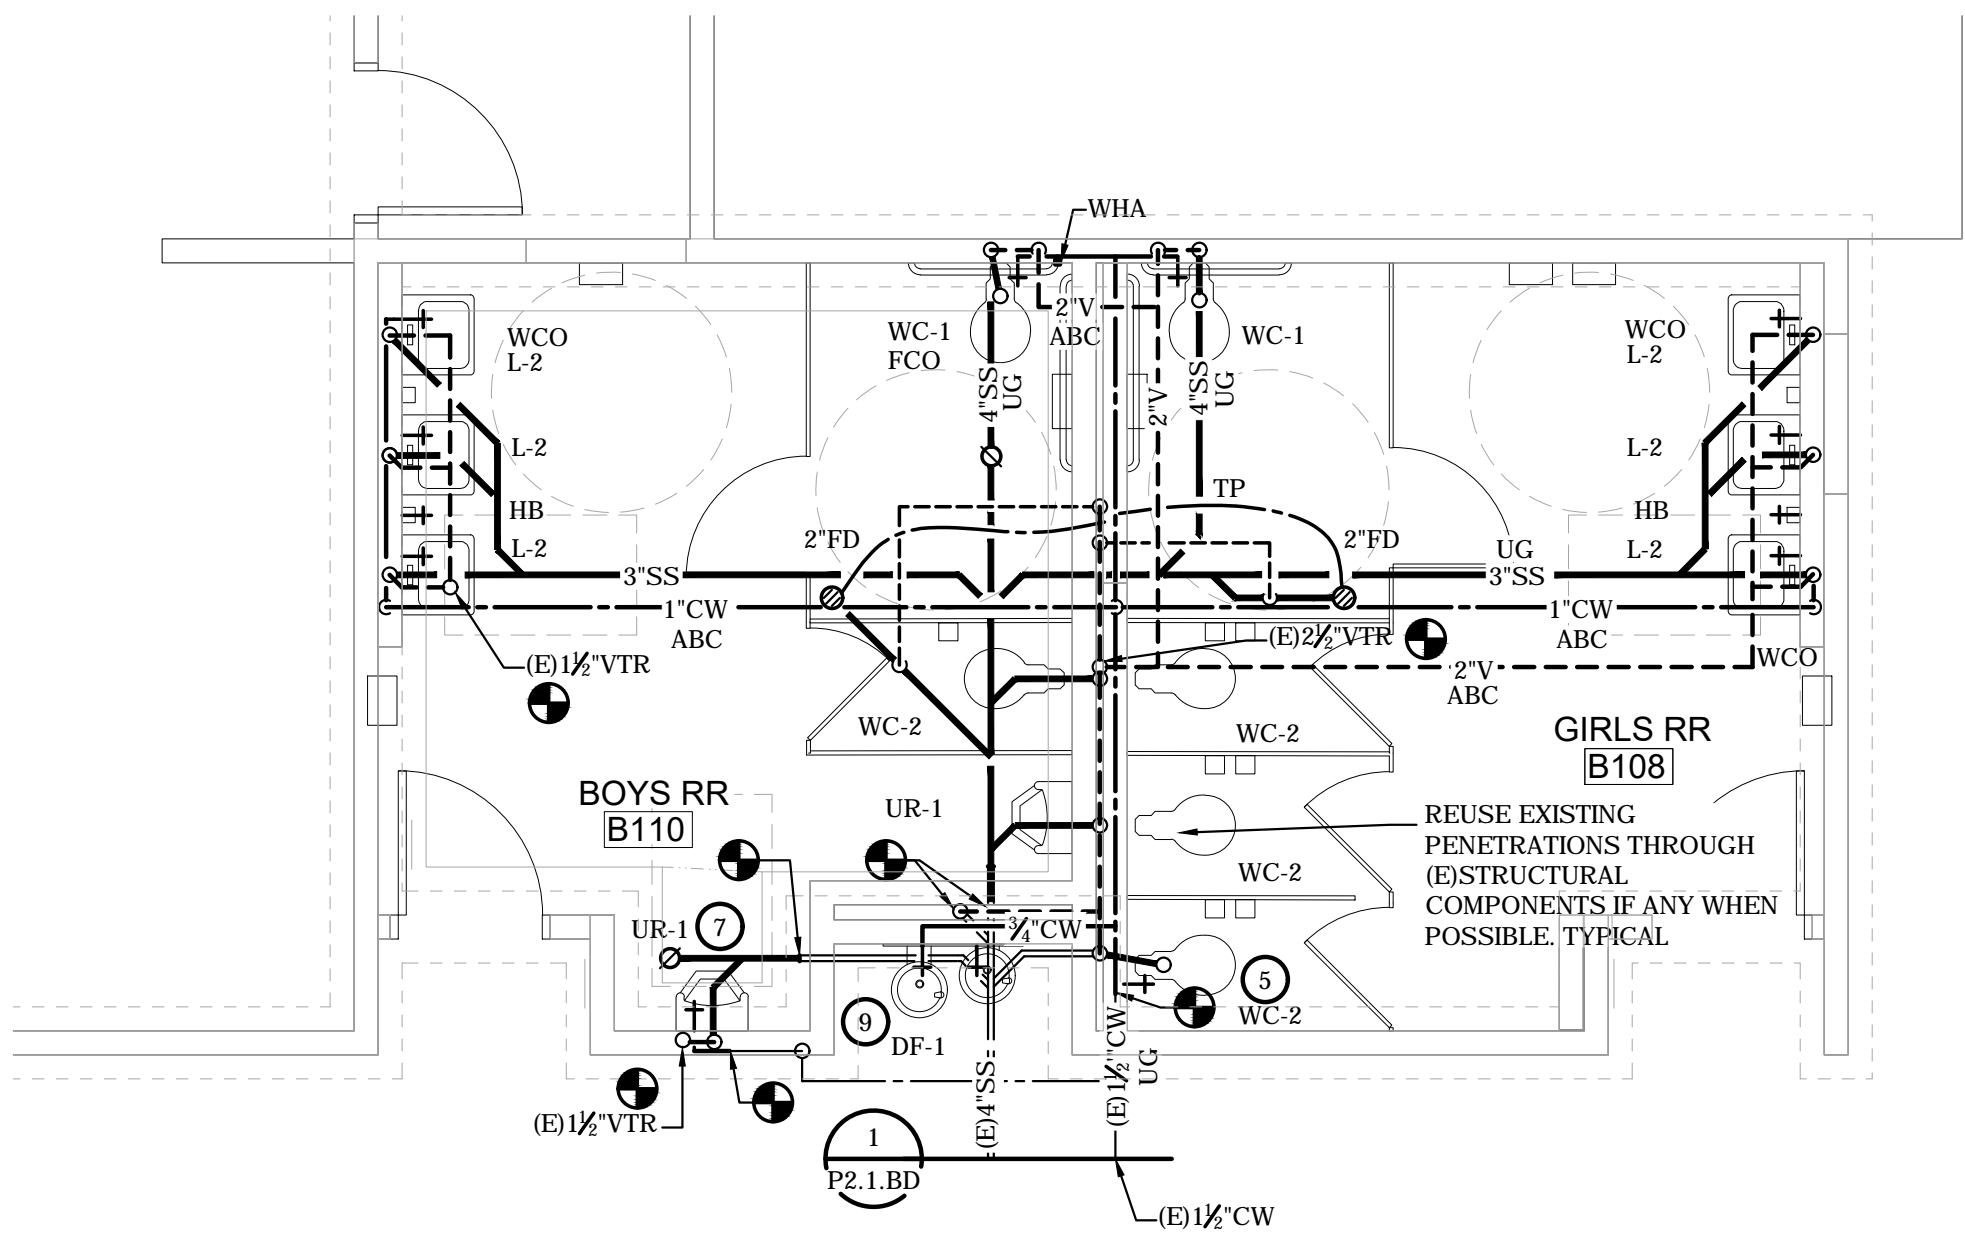 WHA
WCO
L-2
WC-1
FCO
2"V
ABC
WC-1
WCO
L-2
4"SS
UG
2"V
4"SS
UG
L-2
L-2
HB
L-2
2"FD
TP
2"FD
HB
L-2
UG
3"SS
3"SS
1"CW
ABC
1"CW
ABC
(E)1½"VTR
(E)2½"VTR
WCO
2"V
ABC
WC-2
WC-2
GIRLS RR
B108
BOYS RR
B110
UR-1
REUSE EXISTING
PENETRATIONS THROUGH
(E)STRUCTURAL
COMPONENTS IF ANY WHEN
POSSIBLE. TYPICAL
WC-2
UR-1
7
¾"CW
5
WC-2
9
DF-1
(E)4"SS
(E)1½"CW
UG
(E)1½"VTR
1
P2.1.BD
(E)1½"CW